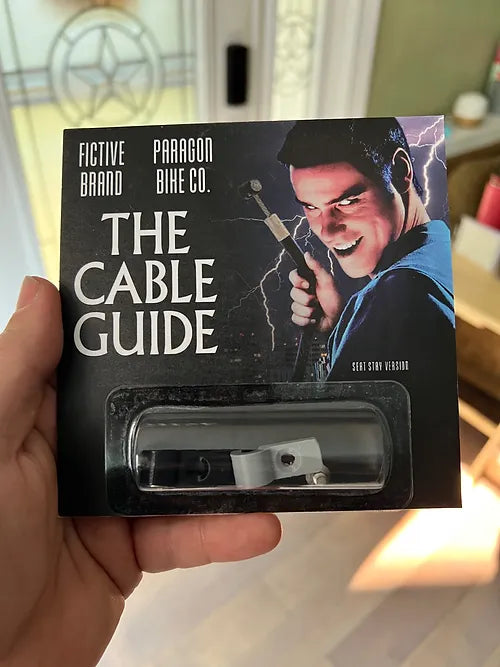 FICTIVE BRAND
PARAGON BIKE CO.
THE
CABLE
GUIDE
SEAT STAY VERSION